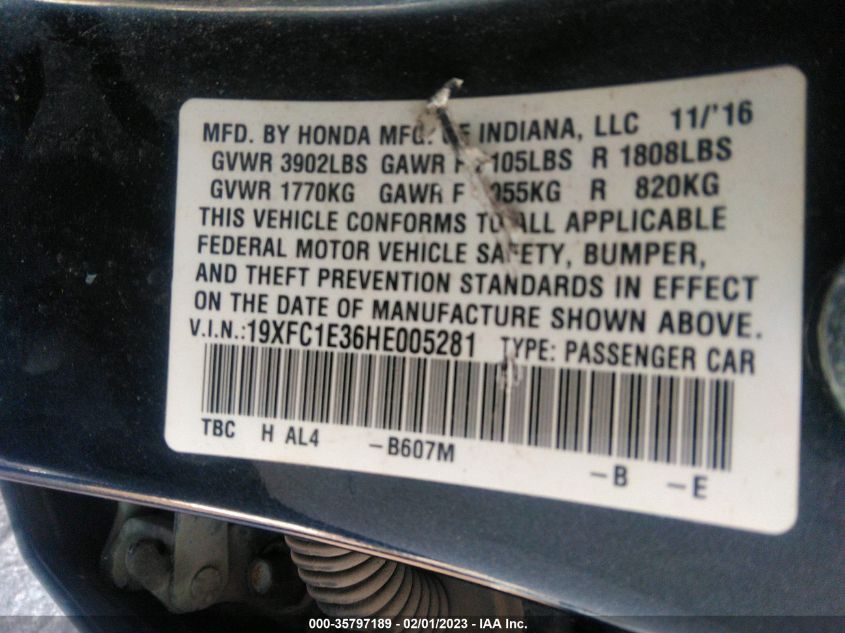 MFD. BY HONDA MFG. OF INDIANA, LLC 11/'16
GVWR 3902LBS GAWR F 105LBS R 1808LBS
GVWR 1770KG GAWR F 055KG R 820KG
THIS VEHICLE CONFORMS TO ALL APPLICABLE
FEDERAL MOTOR VEHICLE SAFETY, BUMPER,
AND THEFT PREVENTION STANDARDS IN EFFECT
ON THE DATE OF MANUFACTURE SHOWN ABOVE.
V.I.N.:19XFC1E36HE005281 TYPE: PASSENGER CAR
TBC H AL4 -B607M -B -E
000-35797189 - 02/01/2023 - IAA Inc.